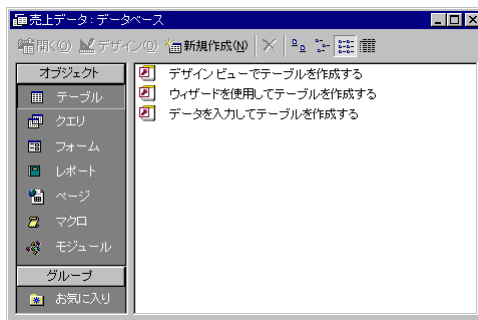 売上データ : データベース
開く(O) デザイン(D) 新規作成(N)
オブジェクト
テーブル
クエリ
フォーム
レポート
ページ
マクロ
モジュール
グループ
お気に入り
デザイン ビューでテーブルを作成する
ウィザードを使用してテーブルを作成する
データを入力してテーブルを作成する